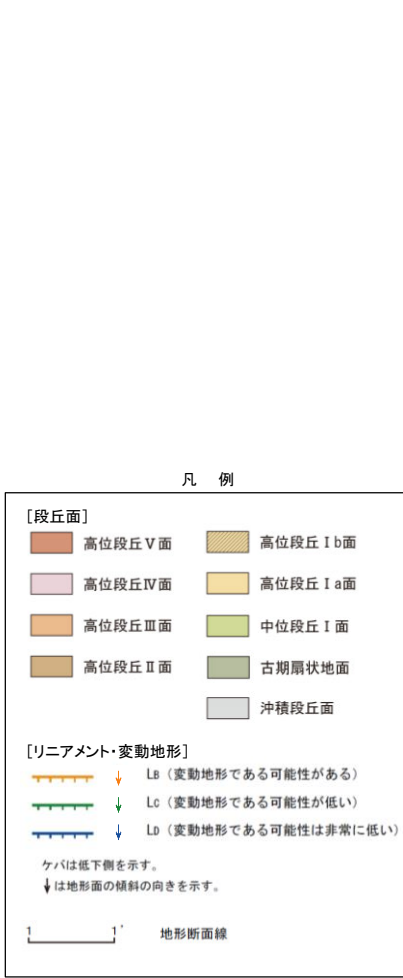 凡 例
[段丘面]
高位段丘Ⅴ面 高位段丘Ⅰb面
高位段丘Ⅳ面 高位段丘Ⅰa面
高位段丘Ⅲ面 中位段丘Ⅰ面
高位段丘Ⅱ面 古期扇状地面
沖積段丘面
[リニアメント・変動地形]
LB(変動地形である可能性がある)
LC(変動地形である可能性が低い)
LD(変動地形である可能性は非常に低い)
ケバは低下側を示す。
↓は地形面の傾斜の向きを示す。
1 1' 地形断面線